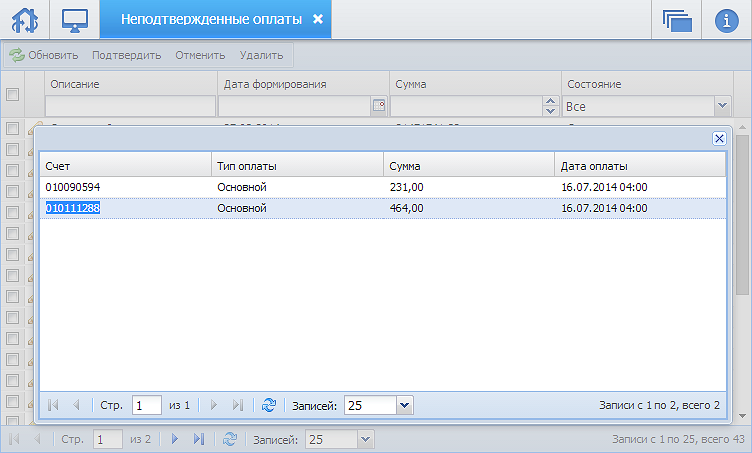 Неподтвержденные оплаты
Обновить Подтвердить Отменить Удалить
Описание Дата формирования Сумма Состояние
Все
Счет Тип оплаты Сумма Дата оплаты
010090594 Основной 231,00 16.07.2014 04:00
010111288 Основной 464,00 16.07.2014 04:00
Стр. 1 из 1 Записей: 25 Записи с 1 по 2, всего 2
Стр. 1 из 2 Записей: 25 Записи с 1 по 25, всего 43